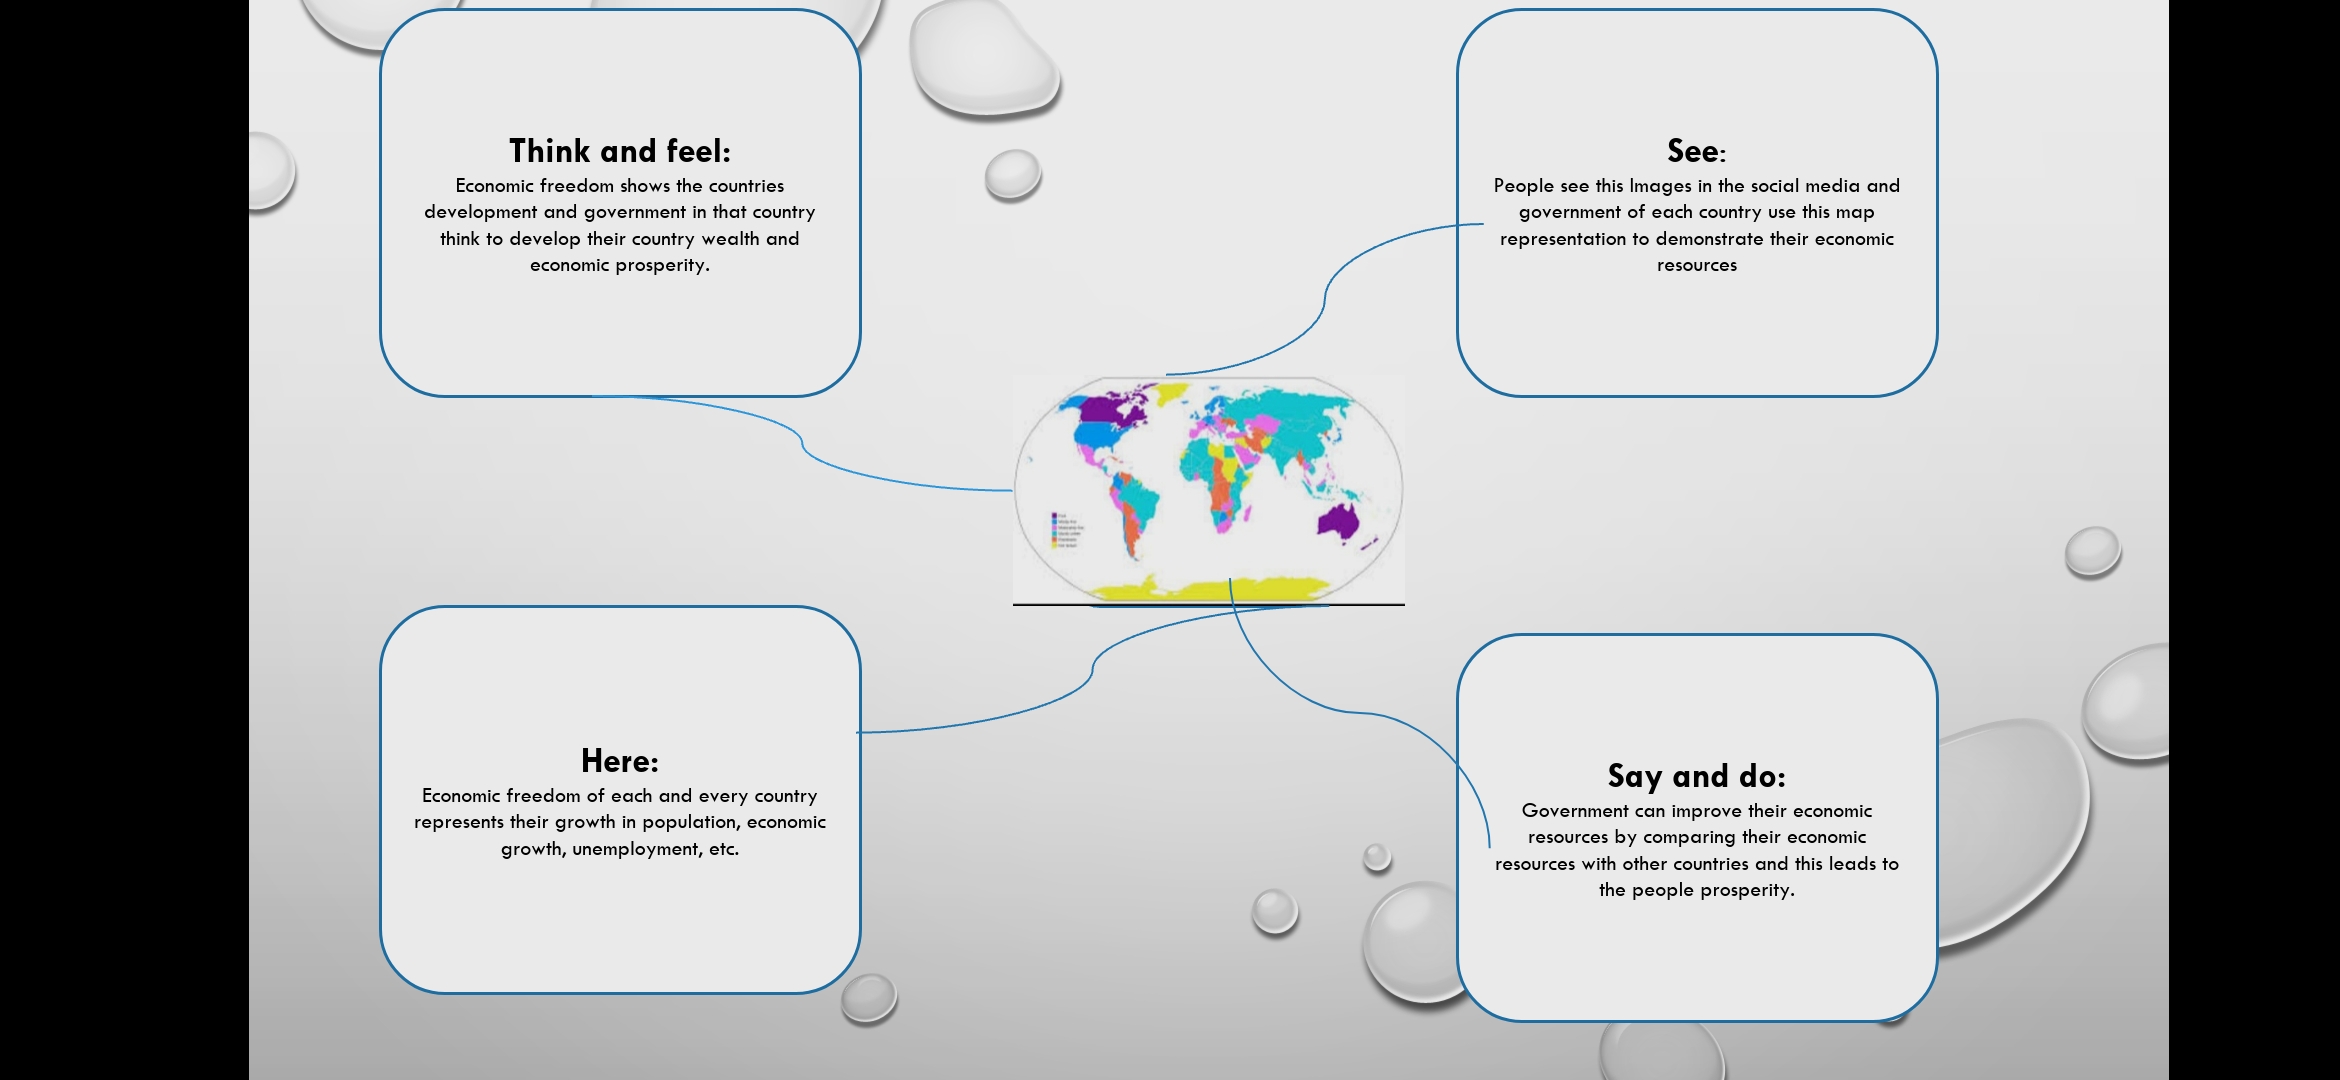 Think and feel:
Economic freedom shows the countries
development and government in that country
think to develop their country wealth and
economic prosperity.
See:
People see this Images in the social media and
government of each country use this map
representation to demonstrate their economic
resources
Here:
Economic freedom of each and every country
represents their growth in population, economic
growth, unemployment, etc.
Say and do:
Government can improve their economic
resources by comparing their economic
resources with other countries and this leads to
the people prosperity.